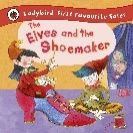 Ladybird First Favourite Tales
The
Elves and the
Shoemaker